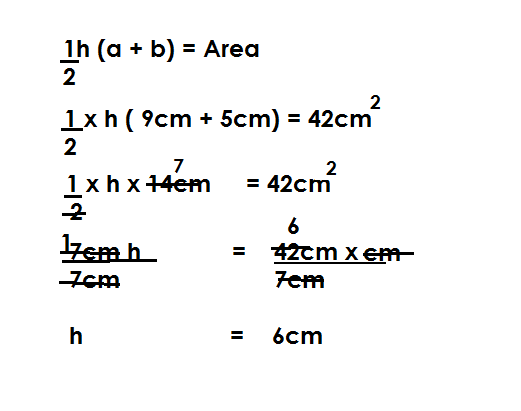 1h (a + b) = Area
2
1 x h ( 9cm + 5cm) = 42cm2
2
7
1 x h x 14cm = 42cm2
2
6
1
7cm h = 42cm x cm
7cm 7cm
h = 6cm